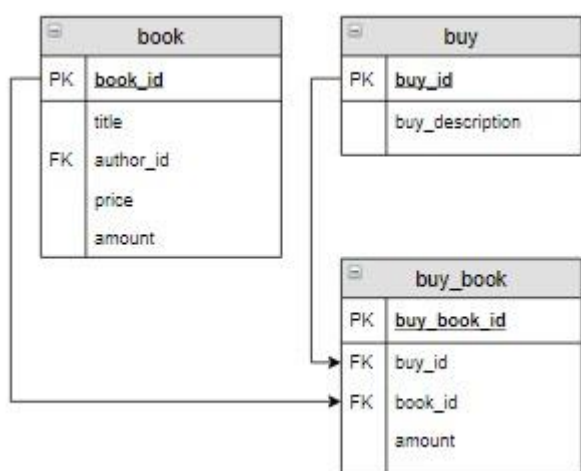 book
PK book_id
title
FK author_id
price
amount
buy
PK buy_id
buy_description
buy_book
PK buy_book_id
FK buy_id
FK book_id
amount